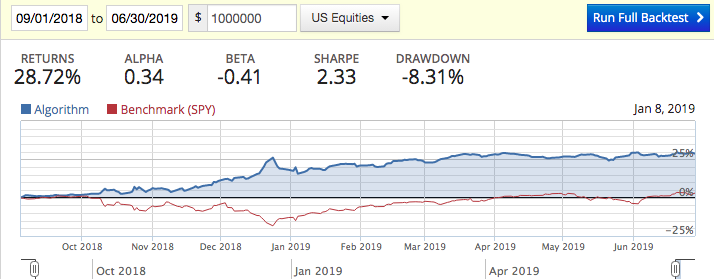 09/01/2018 to 06/30/2019 $ 1000000 US Equities Run Full Backtest
RETURNS ALPHA BETA SHARPE DRAWDOWN
28.72% 0.34 -0.41 2.33 -8.31%
Algorithm Benchmark (SPY) Jan 8, 2019
25%
0%
-25%
Oct 2018 Nov 2018 Dec 2018 Jan 2019 Feb 2019 Mar 2019 Apr 2019 May 2019 Jun 2019
Oct 2018 Jan 2019 Apr 2019